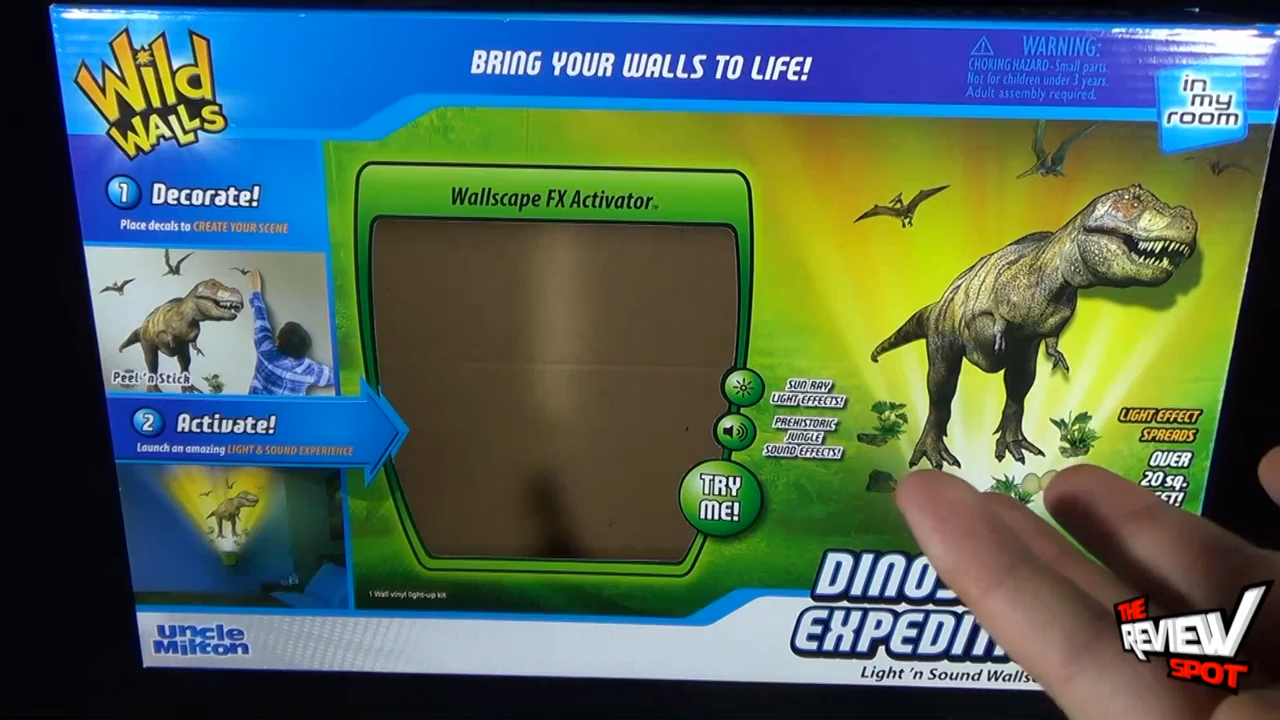 Wild
WALLS
BRING YOUR WALLS TO LIFE!
WARNING:
CHOKING HAZARD - Small parts.
Not for children under 3 years.
Adult assembly required.
in
my
room
1 Decorate!
Place decals to CREATE YOUR SCENE
Peel 'n Stick
2 Activate!
Launch an amazing LIGHT & SOUND EXPERIENCE
Wallscape FX Activator™
SUN RAY
LIGHT EFFECTS!
PREHISTORIC
JUNGLE
SOUND EFFECTS!
TRY
ME!
LIGHT EFFECT
SPREADS
OVER
20 sq.
1 Wall vinyl light-up kit
Uncle
Milton
DINOS
EXPEDIT
Light 'n Sound Walls
THE
REVIEW
SPOT